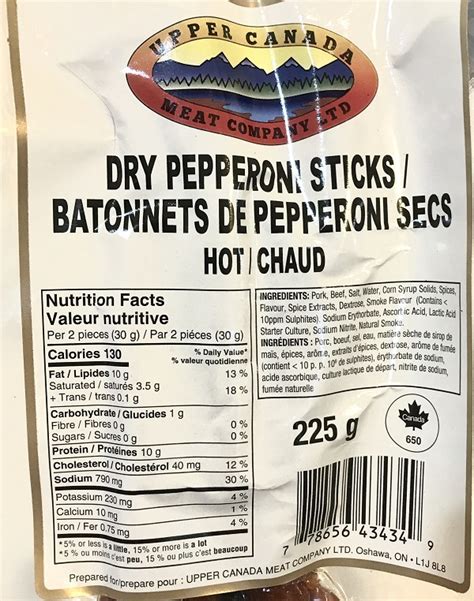 UPPER CANADA
MEAT COMPANY LTD
DRY PEPPERONI STICKS /
BATONNETS DE PEPPERONI SECS
HOT / CHAUD
Nutrition Facts
Valeur nutritive
Per 2 pieces (30 g) / Par 2 piéces (30 g)
Calories 130
% Daily Value*
% valeur quotidienne
Fat / Lipides 10 g 13 %
Saturated / saturés 3.5 g
+ Trans / trans 0.1 g 18 %
Carbohydrate / Glucides 1 g
Fibre / Fibres 0 g 0 %
Sugars / Sucres 0 g 0 %
Protein / Protéines 10 g
Cholesterol / Cholestérol 40 mg 12 %
Sodium 790 mg 30 %
Potassium 230 mg 4 %
Calcium 10 mg 1 %
Iron / Fer 0.75 mg 4 %
*5% or less is a little, 15% or more is a lot
*5 % ou moins c'est peu, 15 % ou plus c'est beaucoup
INGREDIENTS: Pork, Beef, Salt, Water, Corn Syrup Solids, Spices,
Flavour, Spice Extracts, Dextrose, Smoke Flavour (Contains <
10ppm Sulphites). Sodium Erythorbate, Ascorbic Acid, Lactic Acid
Starter Culture, Sodium Nitrite, Natural Smoke.
INGRÉDIENTS: Porc, boeuf, sel, eau, matière sèche de sirop de
maïs, épices, arôme, extraits d'épices, dextrose, arôme de fumée
(contient < 10 p. p. 10⁶ de sulphites), érythurbate de sodium,
acide ascorbique, culture lactique de départ, nitrite de sodium,
fumée naturelle
225 g
Canada
650
7 78656 43434 9
Prepared for/prepare pour : UPPER CANADA MEAT COMPANY LTD. Oshawa, ON • L1J 8L8